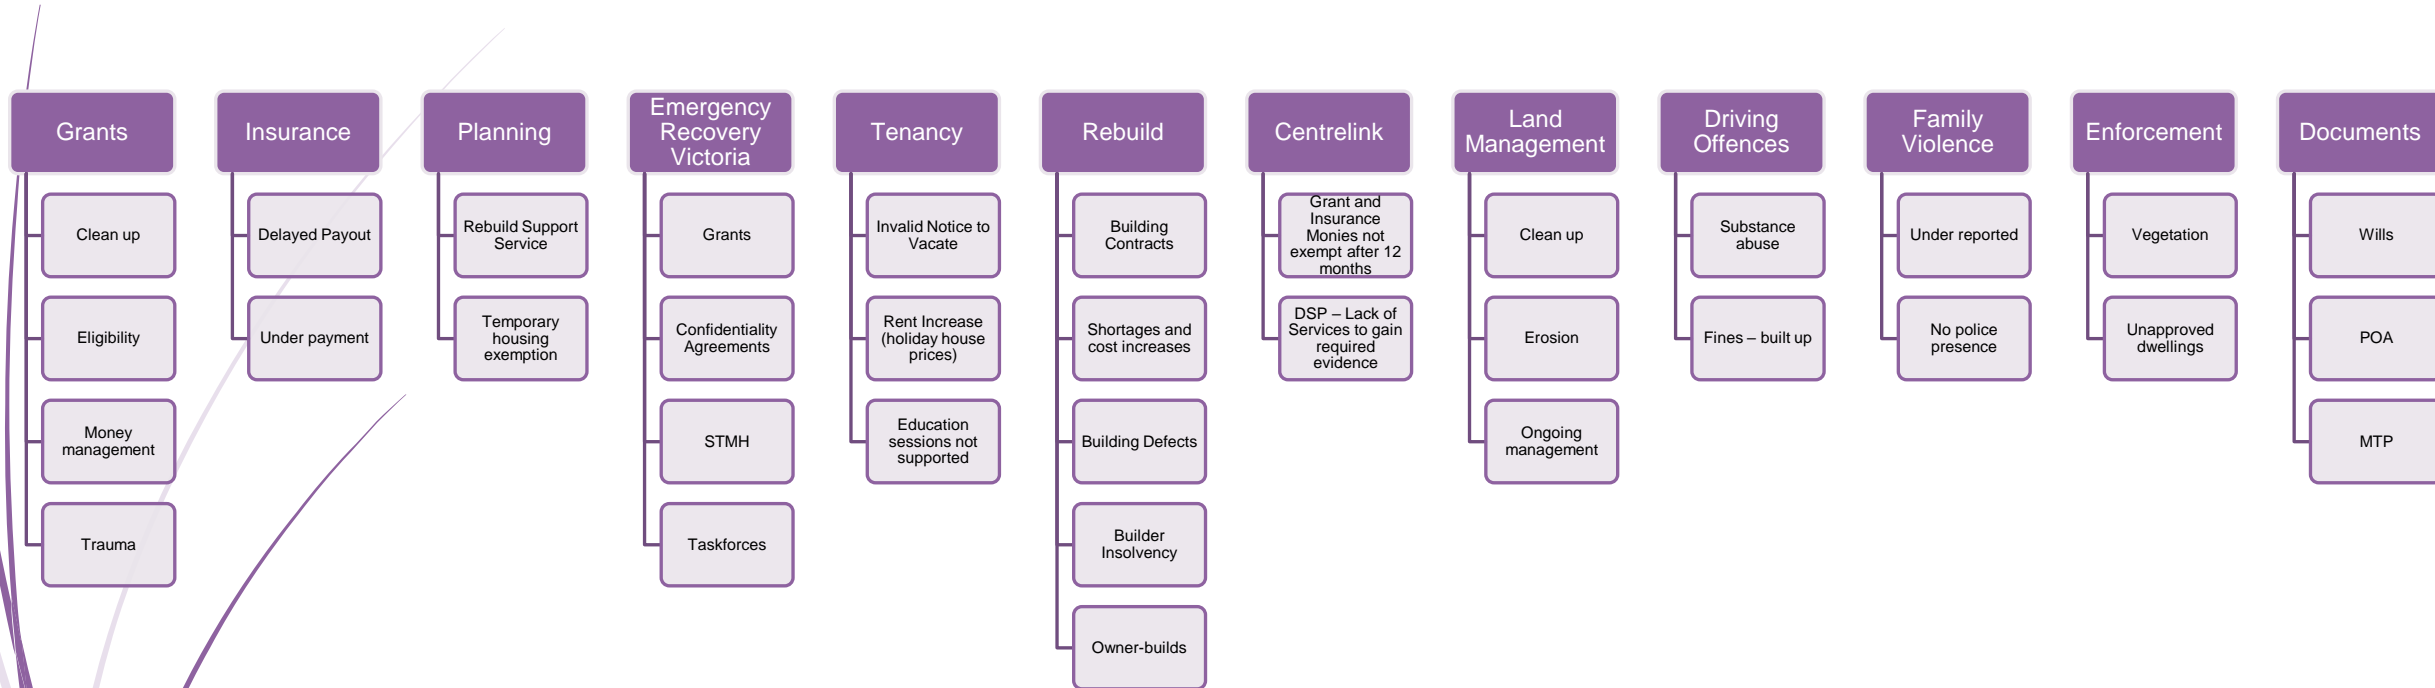 Grants
Clean up
Eligibility
Money
management
Trauma
Insurance
Delayed Payout
Under payment
Planning
Rebuild Support
Service
Temporary
housing
exemption
Emergency
Recovery
Victoria
Grants
Confidentiality
Agreements
STMH
Taskforces
Tenancy
Invalid Notice to
Vacate
Rent Increase
(holiday house
prices)
Education
sessions not
supported
Rebuild
Building
Contracts
Shortages and
cost increases
Building Defects
Builder
Insolvency
Owner-builds
Centrelink
Grant and
Insurance
Monies not
exempt after 12
months
DSP – Lack of
Services to gain
required
evidence
Land
Management
Clean up
Erosion
Ongoing
management
Driving
Offences
Substance
abuse
Fines – built up
Family
Violence
Under reported
No police
presence
Enforcement
Vegetation
Unapproved
dwellings
Documents
Wills
POA
MTP